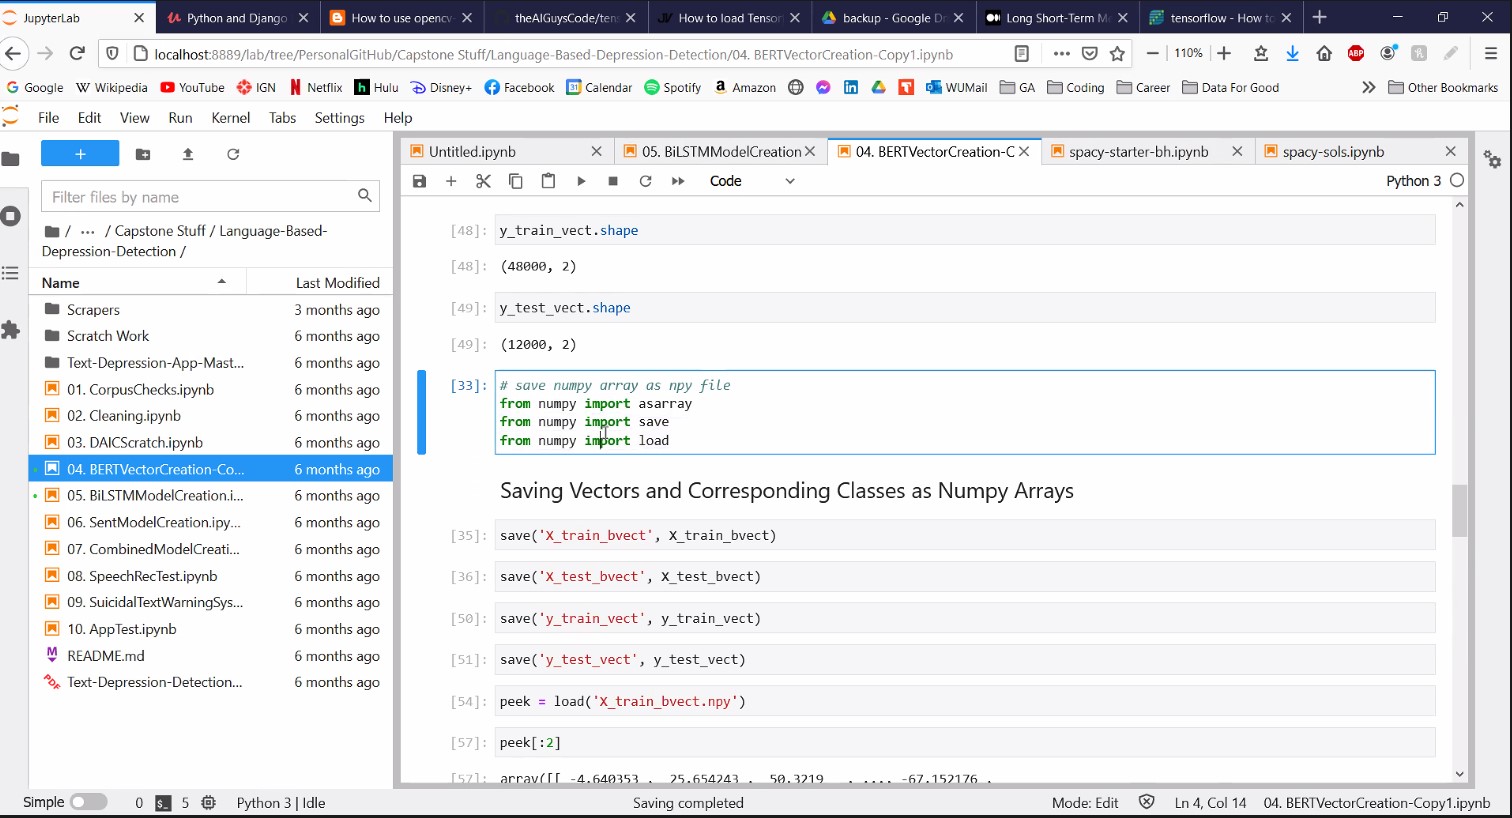 JupyterLab
Python and Django
How to use opencv-
theAIGuysCode/ten
How to load Tensor
backup - Google Dr
Long Short-Term Me
tensorflow - How to
localhost:8889/lab/tree/PersonalGitHub/Capstone Stuff/Language-Based-Depression-Detection/04. BERTVectorCreation-Copy1.ipynb
110%
ABP
Google
Wikipedia
YouTube
IGN
Netflix
Hulu
Disney+
Facebook
Calendar
Spotify
Amazon
WUMail
GA
Coding
Career
Data For Good
Other Bookmarks
File Edit View Run Kernel Tabs Settings Help
Filter files by name
/ ··· / Capstone Stuff / Language-Based-
Depression-Detection /
Name Last Modified
Scrapers 3 months ago
Scratch Work 6 months ago
Text-Depression-App-Mast... 6 months ago
01. CorpusChecks.ipynb 6 months ago
02. Cleaning.ipynb 6 months ago
03. DAICScratch.ipynb 6 months ago
04. BERTVectorCreation-Co... 6 months ago
05. BiLSTMModelCreation.i... 6 months ago
06. SentModelCreation.ipy... 6 months ago
07. CombinedModelCreati... 6 months ago
08. SpeechRecTest.ipynb 6 months ago
09. SuicidalTextWarningSys... 6 months ago
10. AppTest.ipynb 6 months ago
README.md 6 months ago
Text-Depression-Detection... 6 months ago
Untitled.ipynb
05. BiLSTMModelCreation
04. BERTVectorCreation-C
spacy-starter-bh.ipynb
spacy-sols.ipynb
Code
Python 3
[48]: y_train_vect.shape
[48]: (48000, 2)
[49]: y_test_vect.shape
[49]: (12000, 2)
[33]: # save numpy array as npy file
from numpy import asarray
from numpy import save
from numpy import load
Saving Vectors and Corresponding Classes as Numpy Arrays
[35]: save('X_train_bvect', X_train_bvect)
[36]: save('X_test_bvect', X_test_bvect)
[50]: save('y_train_vect', y_train_vect)
[51]: save('y_test_vect', y_test_vect)
[54]: peek = load('X_train_bvect.npy')
[57]: peek[:2]
[57]: array([[ -4.640353 , 25.654243 , 50.3219 , ..., -67.152176 ,
Simple 0 5 Python 3 | Idle Saving completed Mode: Edit Ln 4, Col 14 04. BERTVectorCreation-Copy1.ipynb